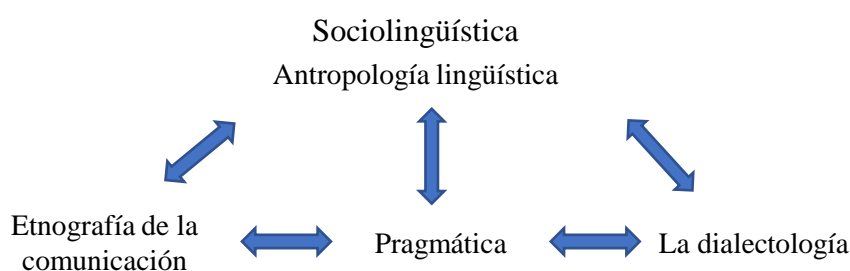 Sociolingüística
Antropología lingüística
Etnografía de la
comunicación
Pragmática
La dialectología